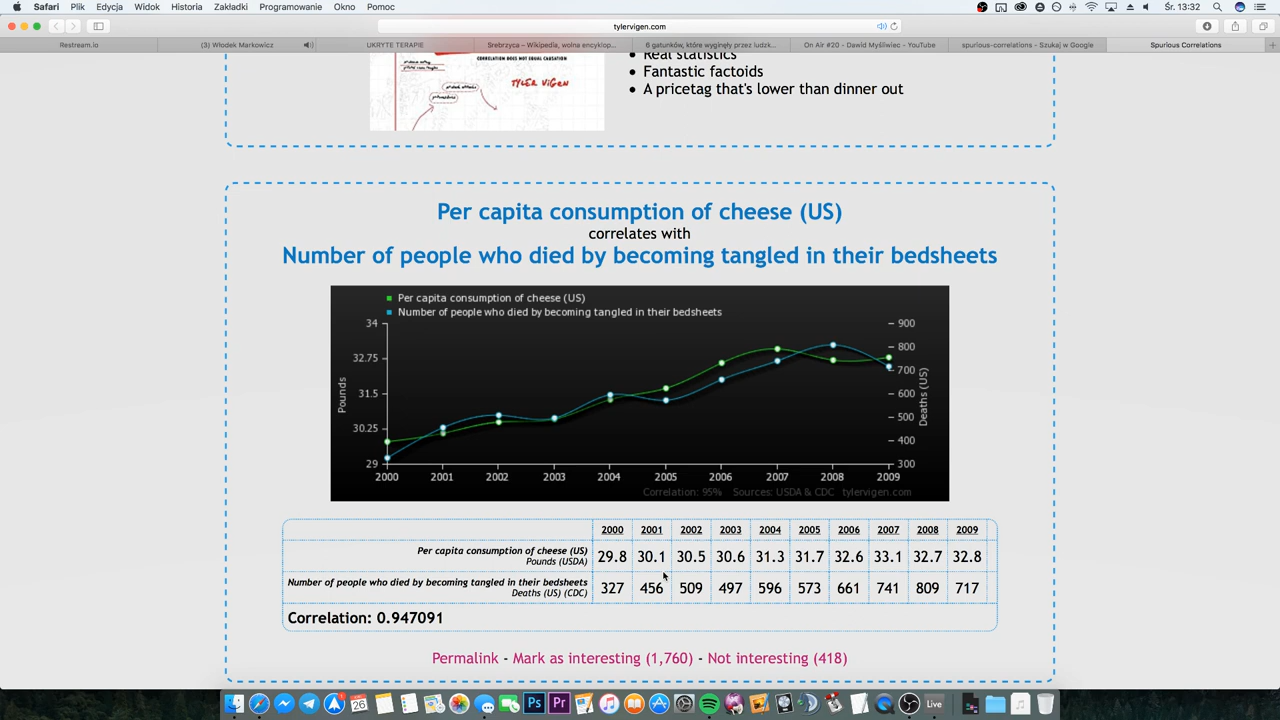 Safari Plik Edycja Widok Historia Zakładki Programowanie Okno Pomoc Śr. 13:32
tylervigen.com
Restream.io (3) Włodek Markowicz UKRYTE TERAPIE Srebrzyca – Wikipedia, wolna encyklop... 6 gatunków, które wyginęły przez ludzk... On Air #20 - Dawid Myśliwiec - YouTube spurious-correlations - Szukaj w Google Spurious Correlations
CORRELATION DOES NOT EQUAL CAUSATION
TYLER VIGEN
• Real statistics
• Fantastic factoids
• A pricetag that's lower than dinner out
Per capita consumption of cheese (US)
correlates with
Number of people who died by becoming tangled in their bedsheets
Per capita consumption of cheese (US)
Number of people who died by becoming tangled in their bedsheets
34 900
800
32.75
700
31.5 600
500
30.25
400
29 300
Pounds
Deaths (US)
2000 2001 2002 2003 2004 2005 2006 2007 2008 2009
Correlation: 95% Sources: USDA & CDC tylervigen.com
2000 2001 2002 2003 2004 2005 2006 2007 2008 2009
Per capita consumption of cheese (US)
Pounds (USDA)
29.8 30.1 30.5 30.6 31.3 31.7 32.6 33.1 32.7 32.8
Number of people who died by becoming tangled in their bedsheets
Deaths (US) (CDC)
327 456 509 497 596 573 661 741 809 717
Correlation: 0.947091
Permalink - Mark as interesting (1,760) - Not interesting (418)
26 Ps Pr Live